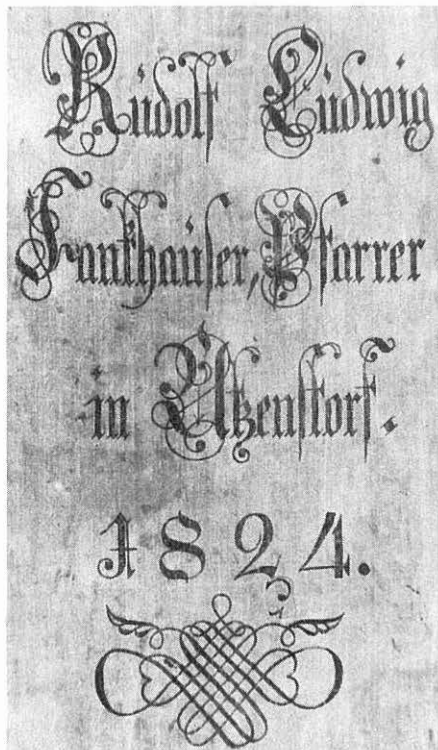 Rudolf Ludwig
Fankhauser, Pfarrer
in Utzenstorf.
1824.